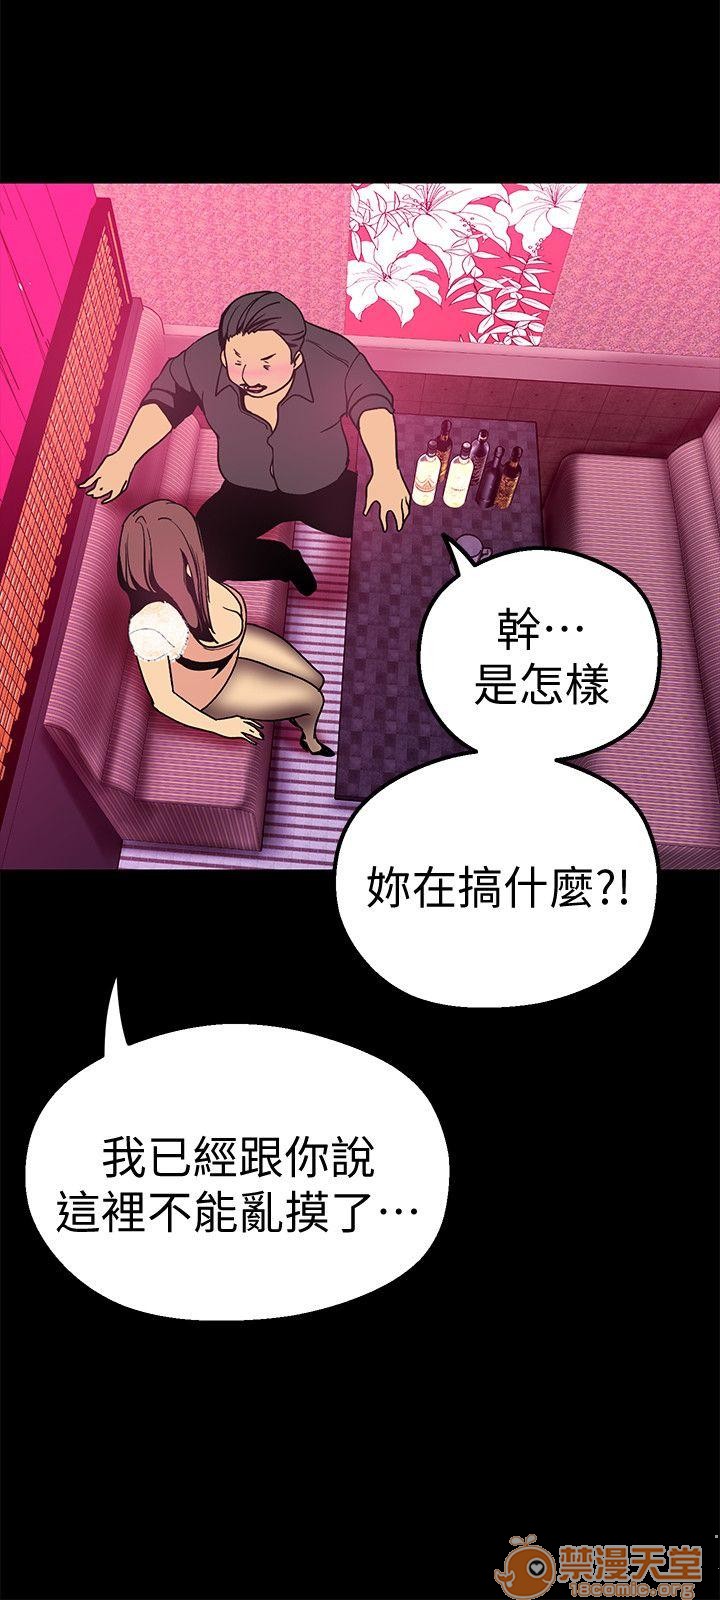 幹…
是怎樣
妳在搞什麼?!
我已經跟你說
這裡不能亂摸了…
禁漫天堂
18comic.org